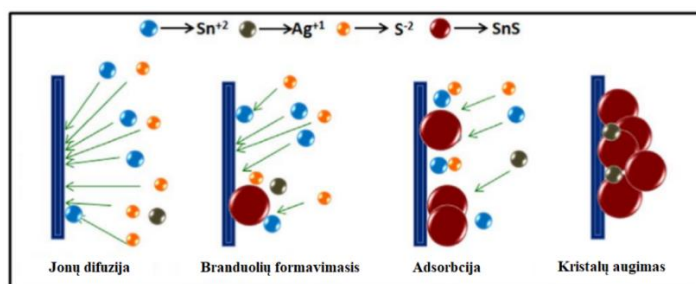 Sn+2 Ag+1 S-2 SnS
Jonų difuzija Branduolių formavimasis Adsorbcija Kristalų augimas